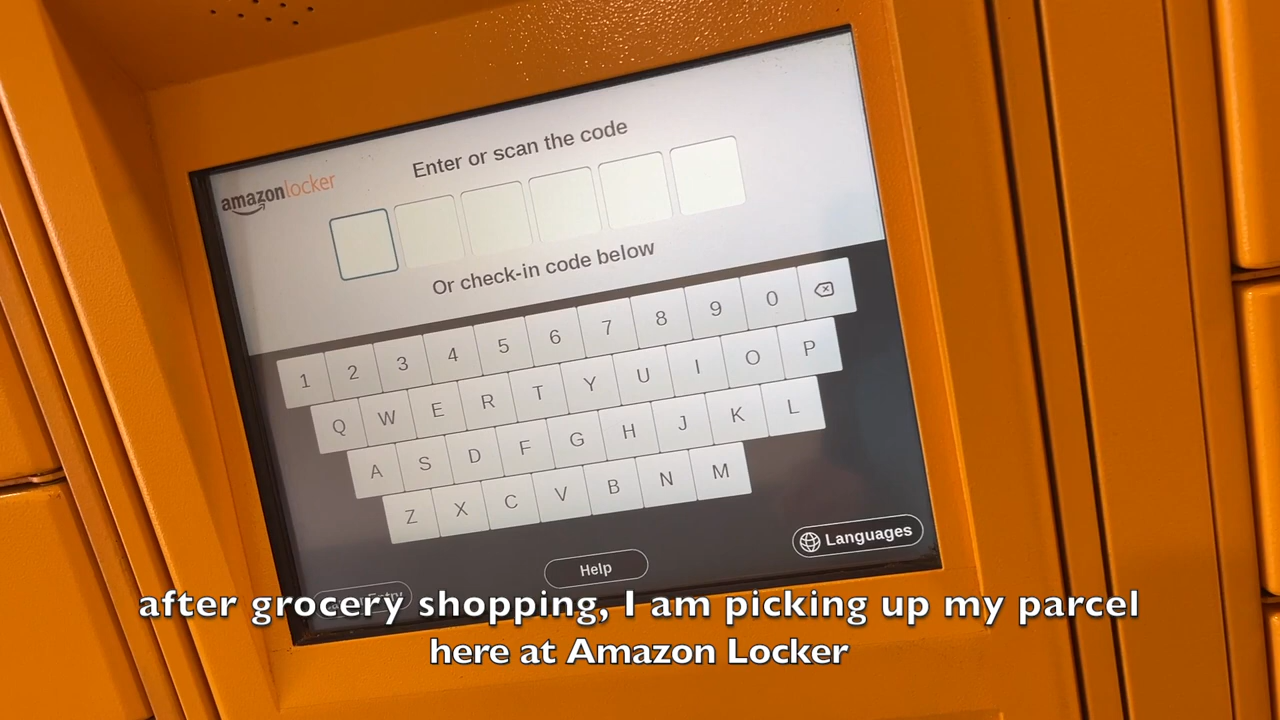 amazonlocker
Enter or scan the code
Or check-in code below
1 2 3 4 5 6 7 8 9 0
Q W E R T Y U I O P
A S D F G H J K L
Z X C V B N M
Languages
Help
Entry
after grocery shopping, I am picking up my parcel
here at Amazon Locker